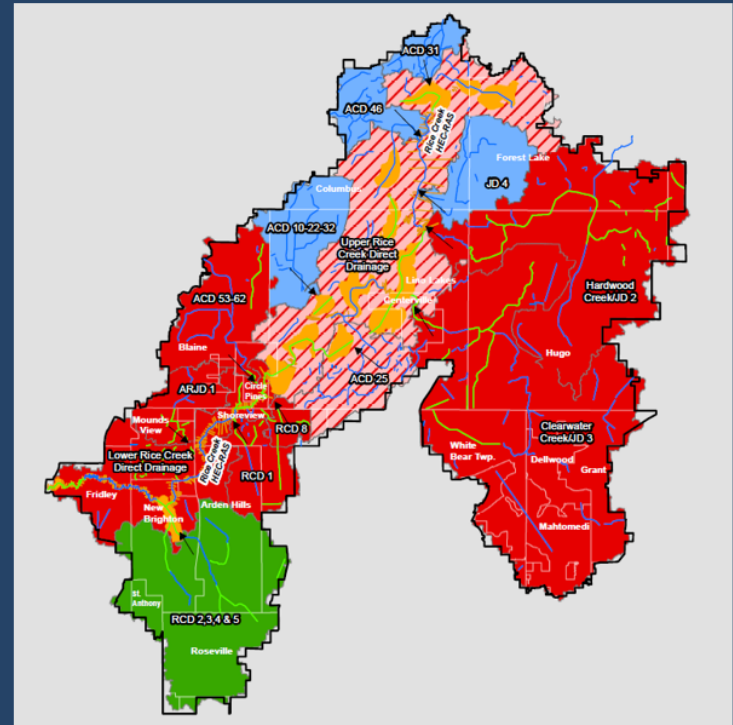 ACD 31
ACD 46
Rice Creek
HEC-RAS
Forest Lake
JD 4
Columbus
ACD 10-22-32
Upper Rice
Creek Direct
Drainage
Lino Lakes
Centerville
Hardwood
Creek/JD 2
ACD 53-62
Blaine
Hugo
ACD 25
ARJD 1
Circle
Pines
Shoreview
Mounds
View
RCD 8
Clearwater
Creek/JD 3
White
Bear Twp.
Dellwood
Grant
Lower Rice Creek
Direct Drainage
Rice Creek
HEC-RAS
RCD 1
Fridley
New
Brighton
Arden Hills
Mahtomedi
St.
Anthony
RCD 2,3,4 & 5
Roseville